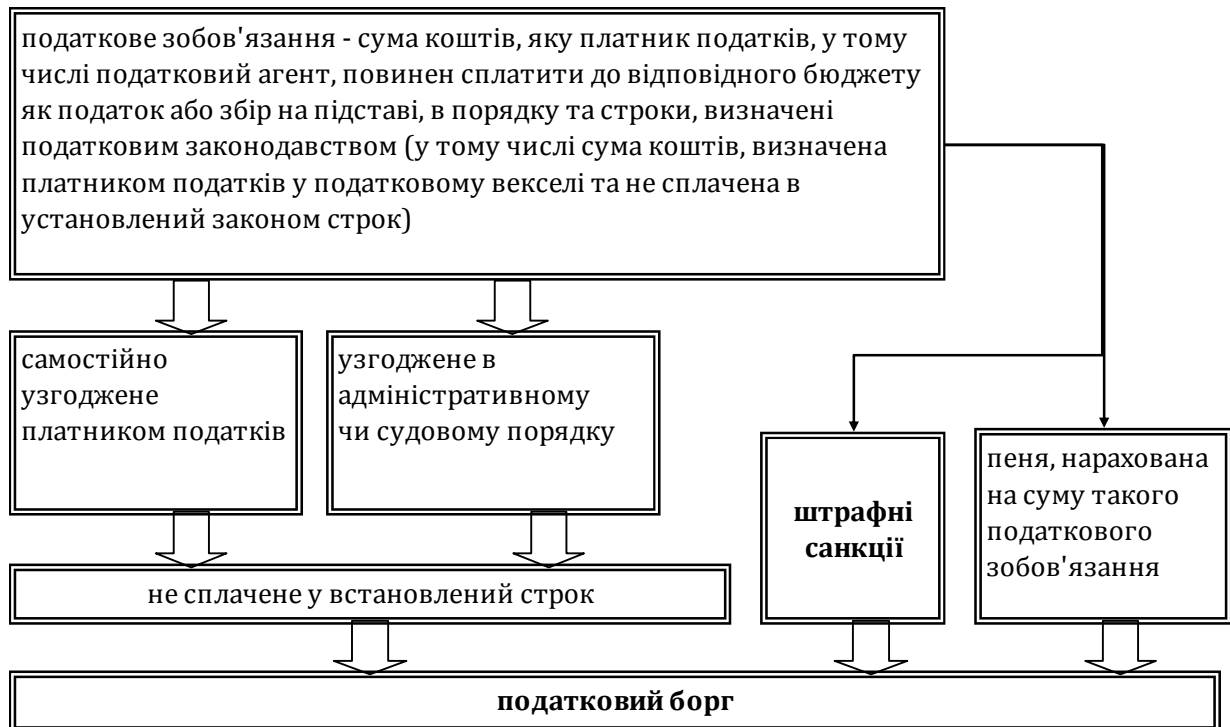 податкове зобов'язання - сума коштів, яку платник податків, у тому
числі податковий агент, повинен сплатити до відповідного бюджету
як податок або збір на підставі, в порядку та строки, визначені
податковим законодавством (у тому числі сума коштів, визначена
платником податків у податковому векселі та не сплачена в
установлений законом строк)
самостійно
узгоджене
платником податків
узгоджене в
адміністративному
чи судовому порядку
штрафні
санкції
пеня, нарахована
на суму такого
податкового
зобов'язання
не сплачене у встановлений строк
податковий борг